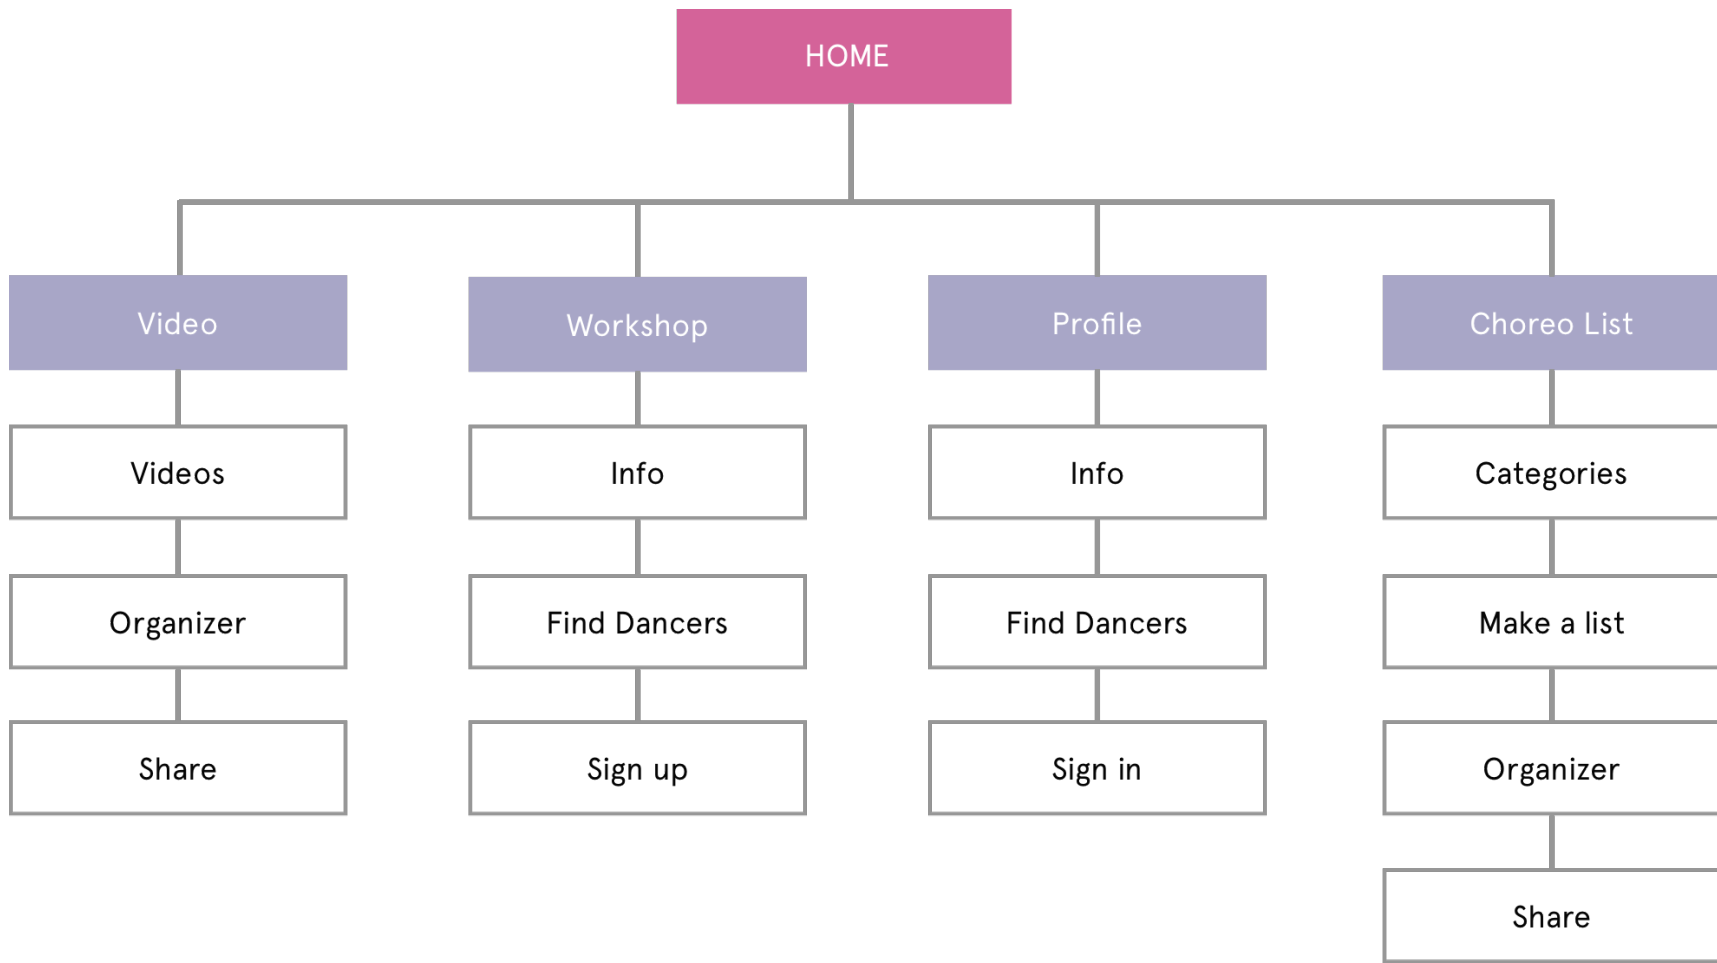 HOME
Video
Workshop
Profile
Choreo List
Videos
Info
Info
Categories
Organizer
Find Dancers
Find Dancers
Make a list
Share
Sign up
Sign in
Organizer
Share